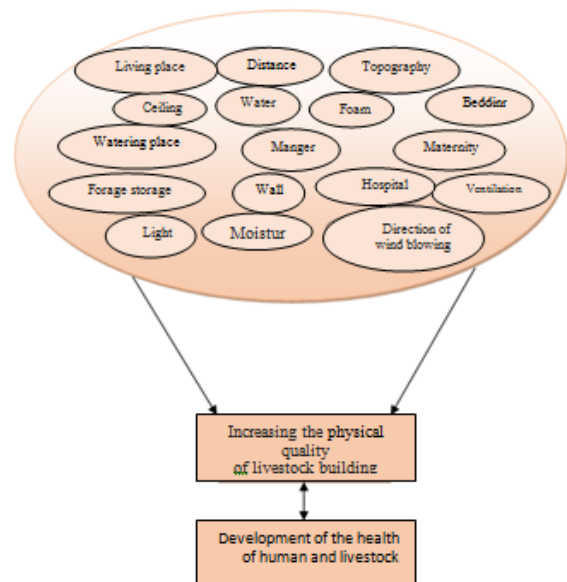 Living place
Distance
Topography
Ceiling
Water
Foam
Beddinr
Watering place
Manger
Maternity
Forage storage
Wall
Hospital
Ventilation
Light
Moistur
Direction of
wind blowing
Increasing the physical
quality
of livestock building
Development of the health
of human and livestock